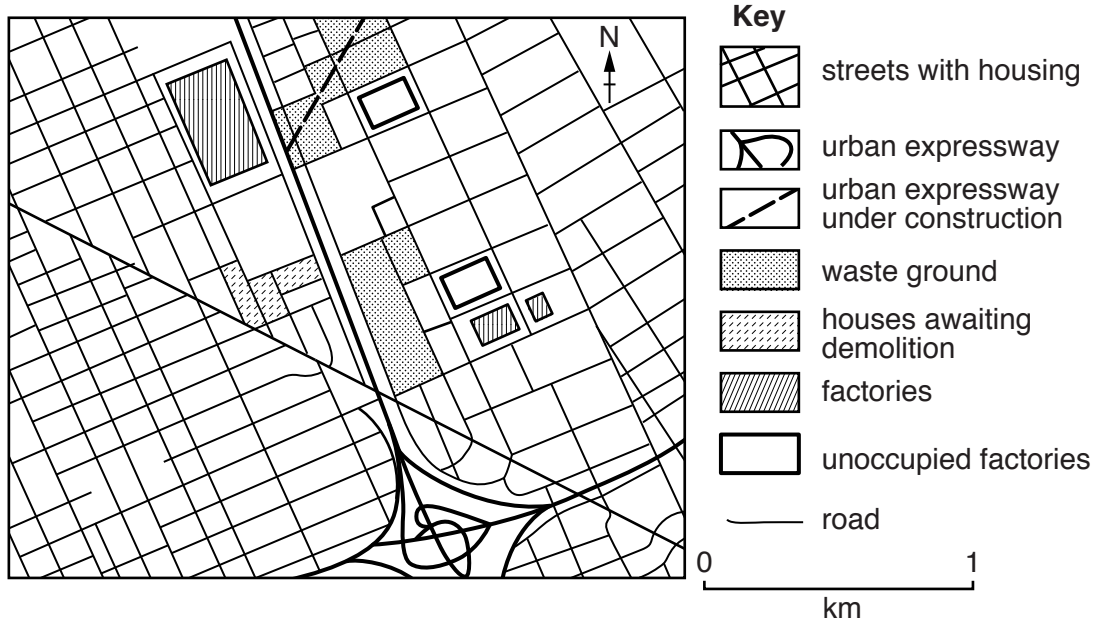 Key
N
streets with housing
urban expressway
urban expressway
under construction
waste ground
houses awaiting
demolition
factories
unoccupied factories
road
0 1
km